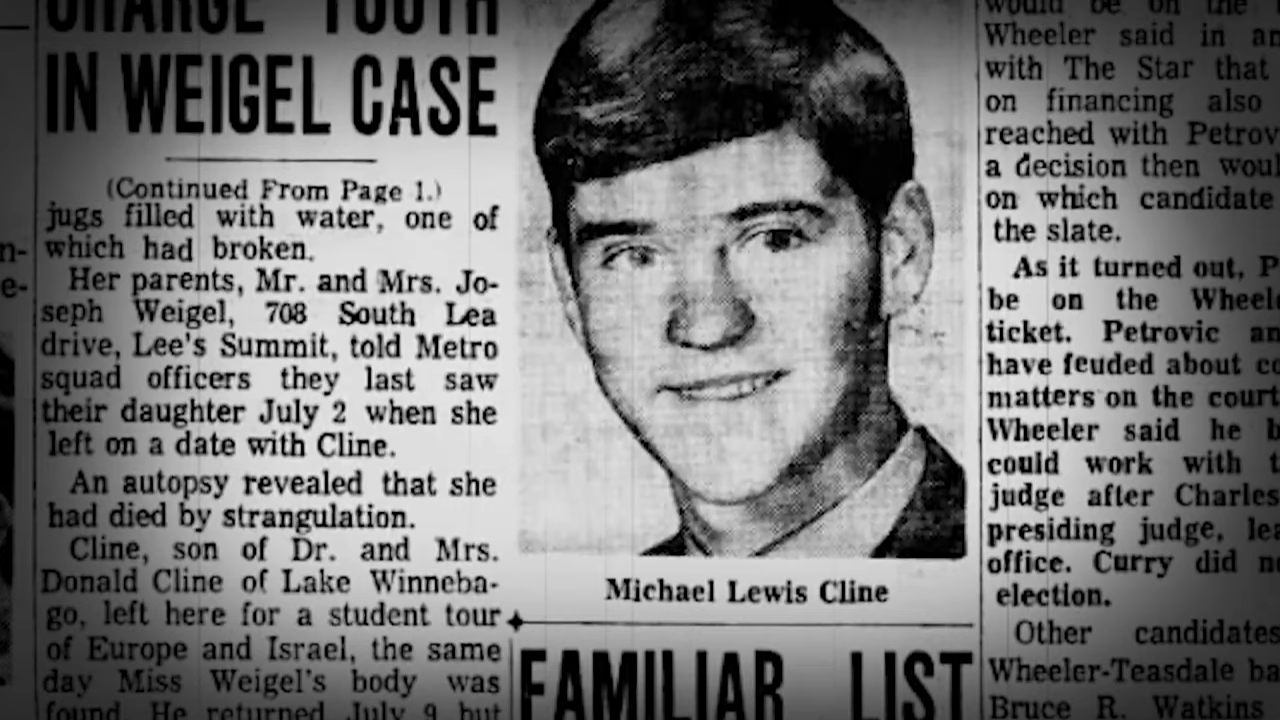 CHARGE YOUTH
IN WEIGEL CASE
(Continued From Page 1.)
jugs filled with water, one of
which had broken.
Her parents, Mr. and Mrs. Jo-
seph Weigel, 708 South Lea
drive, Lee's Summit, told Metro
squad officers they last saw
their daughter July 2 when she
left on a date with Cline.
An autopsy revealed that she
had died by strangulation.
Cline, son of Dr. and Mrs.
Donald Cline of Lake Winneba-
go, left here for a student tour
of Europe and Israel, the same
day Miss Weigel's body was
found. He returned July 9 but
n-
e-
Michael Lewis Cline
FAMILIAR LIST
would be on the
Wheeler said in an
with The Star that
on financing also
reached with Petrov
a decision then woul
on which candidate
the slate.
As it turned out, P
be on the Wheele
ticket. Petrovic an
have feuded about co
matters on the court
Wheeler said he b
could work with t
judge after Charles
presiding judge, lea
office. Curry did n
election.
Other candidates
Wheeler-Teasdale ba
Bruce R. Watkins